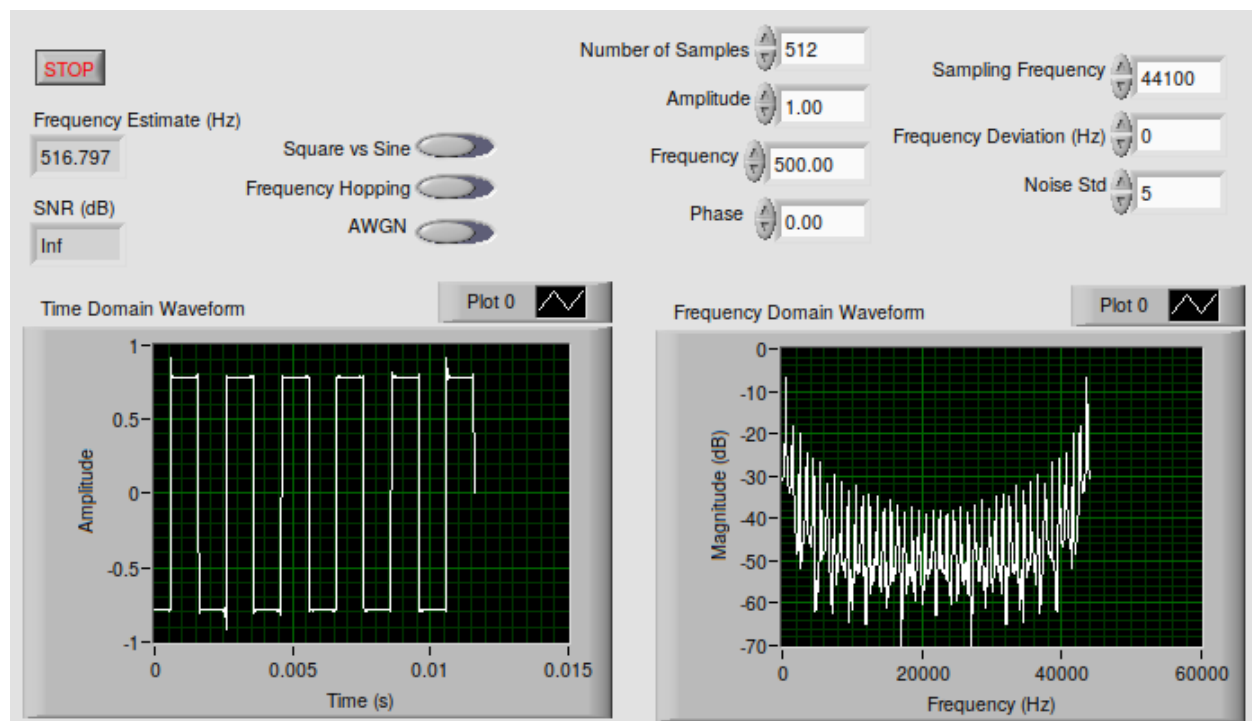 STOP
Frequency Estimate (Hz)
516.797
SNR (dB)
Inf
Square vs Sine
Frequency Hopping
AWGN
Number of Samples 512
Amplitude 1.00
Frequency 500.00
Phase 0.00
Sampling Frequency 44100
Frequency Deviation (Hz) 0
Noise Std 5
Time Domain Waveform
Plot 0
1
0.5
0
-0.5
-1
Amplitude
0 0.005 0.01 0.015
Time (s)
Frequency Domain Waveform
Plot 0
0
-10
-20
-30
-40
-50
-60
-70
Magnitude (dB)
0 20000 40000 60000
Frequency (Hz)